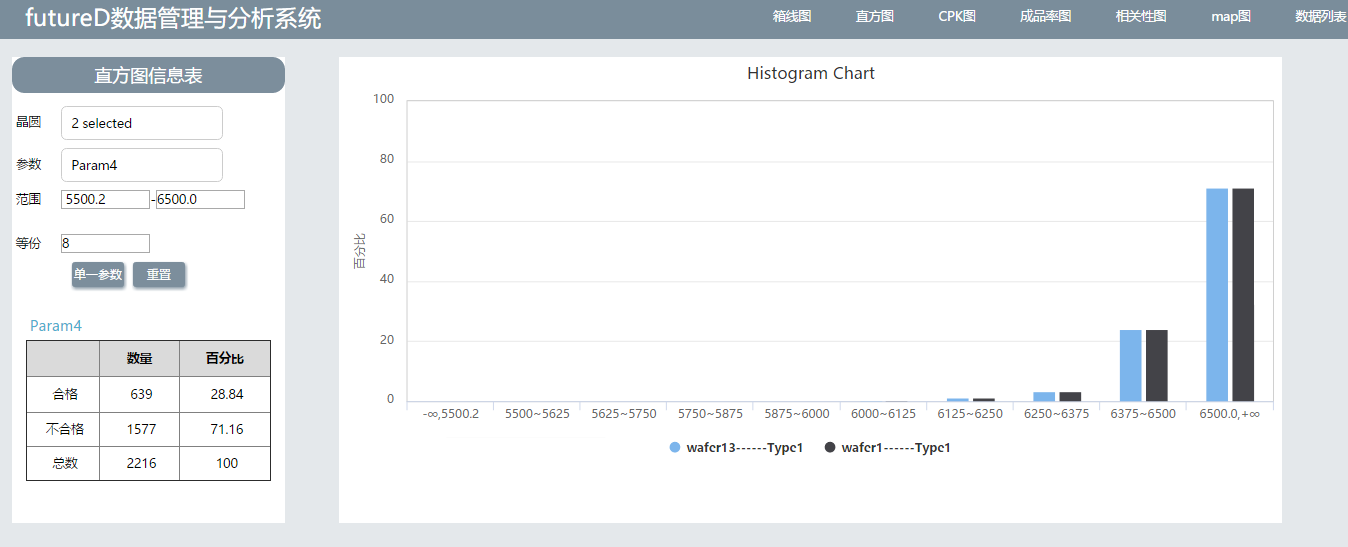 futureD数据管理与分析系统
箱线图 直方图 CPK图 成品率图 相关性图 map图 数据列表
直方图信息表
晶圆 2 selected
参数 Param4
范围 5500.2 - 6500.0
等份 8
单一参数 重置
Param4
数量 百分比
合格 639 28.84
不合格 1577 71.16
总数 2216 100
Histogram Chart
百分比
100
80
60
40
20
0
-∞,5500.2 5500~5625 5625~5750 5750~5875 5875~6000 6000~6125 6125~6250 6250~6375 6375~6500 6500.0,+∞
wafer13------Type1 wafer1------Type1